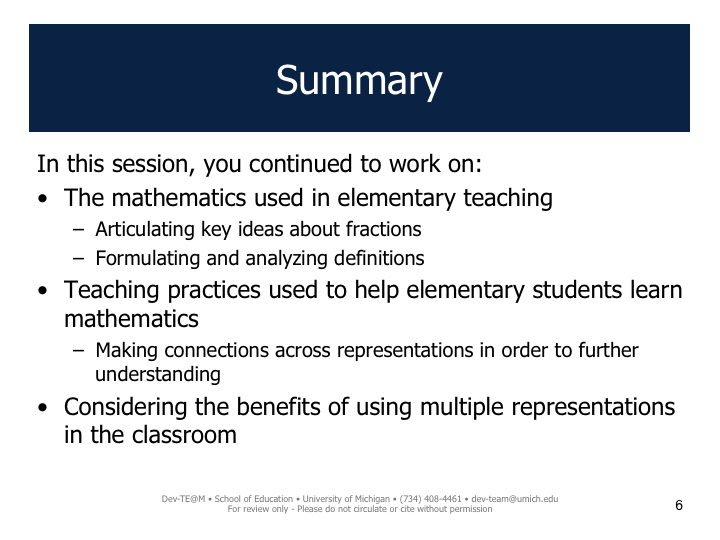 Summary
In this session, you continued to work on:
• The mathematics used in elementary teaching
– Articulating key ideas about fractions
– Formulating and analyzing definitions
• Teaching practices used to help elementary students learn
mathematics
– Making connections across representations in order to further
understanding
• Considering the benefits of using multiple representations
in the classroom
Dev-TE@M • School of Education • University of Michigan • (734) 408-4461 • dev-team@umich.edu
For review only - Please do not circulate or cite without permission
6